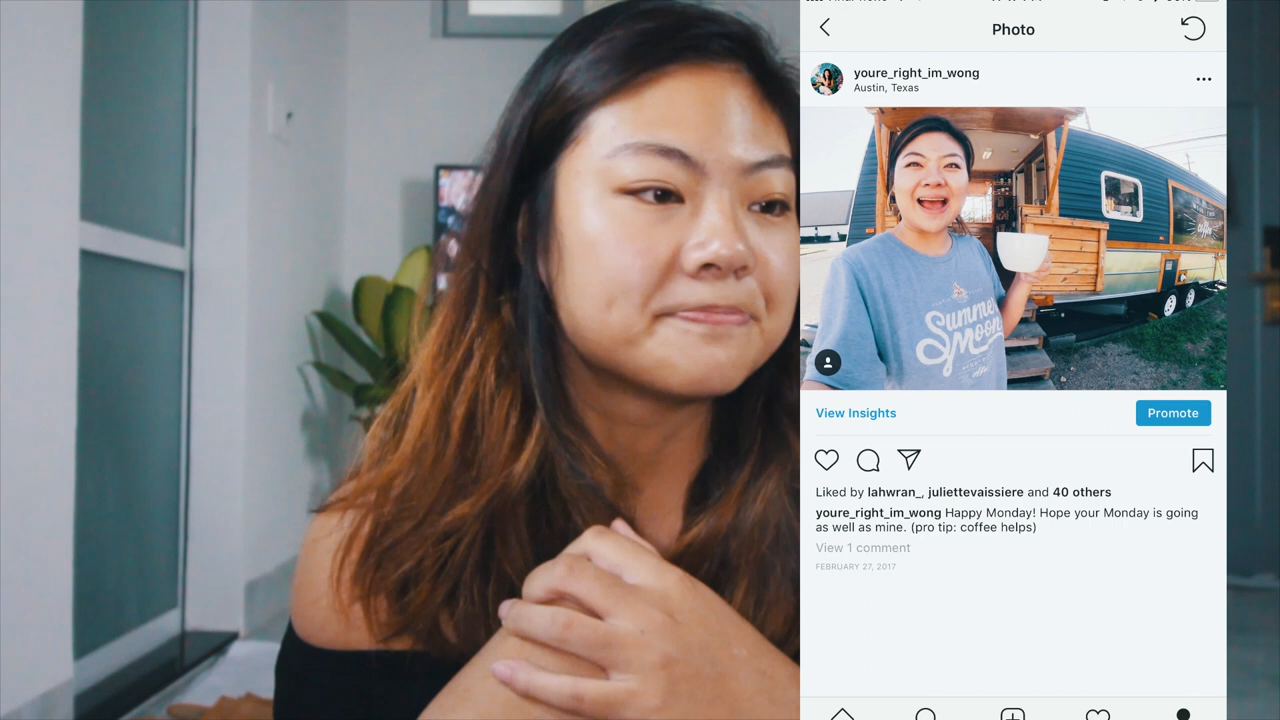 Photo
youre_right_im_wong
Austin, Texas
Summer
Moon
coffee
View Insights
Promote
Liked by lahwran_, juliettevaissiere and 40 others
youre_right_im_wong Happy Monday! Hope your Monday is going
as well as mine. (pro tip: coffee helps)
View 1 comment
FEBRUARY 27, 2017